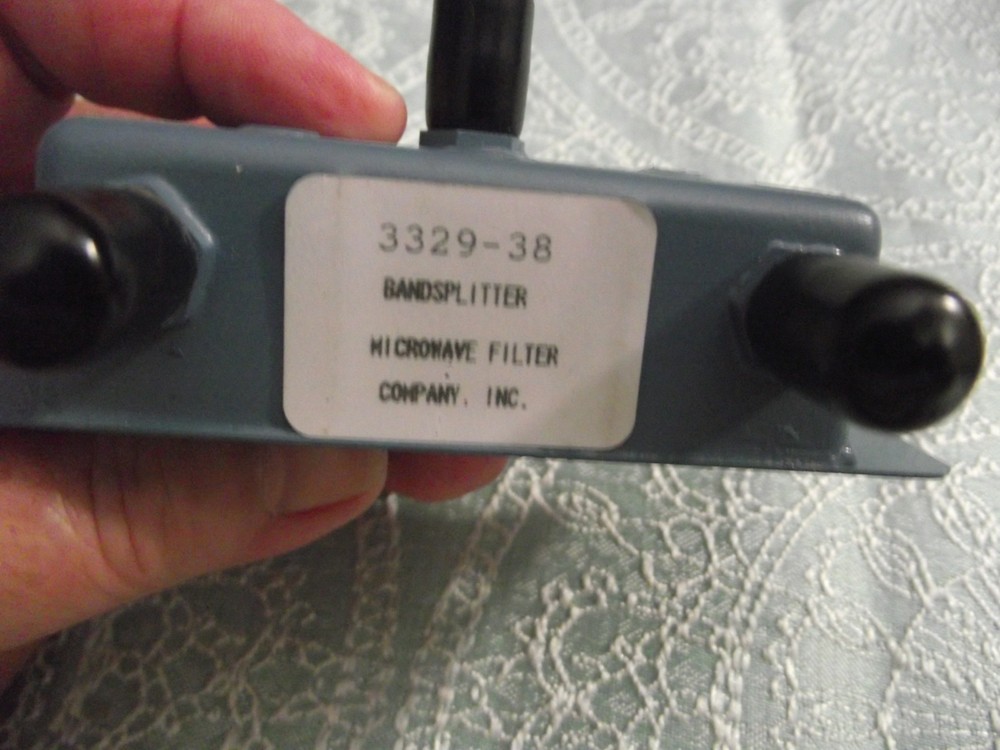 3329-38
BANDSPLITTER
MICROWAVE FILTER
COMPANY, INC.